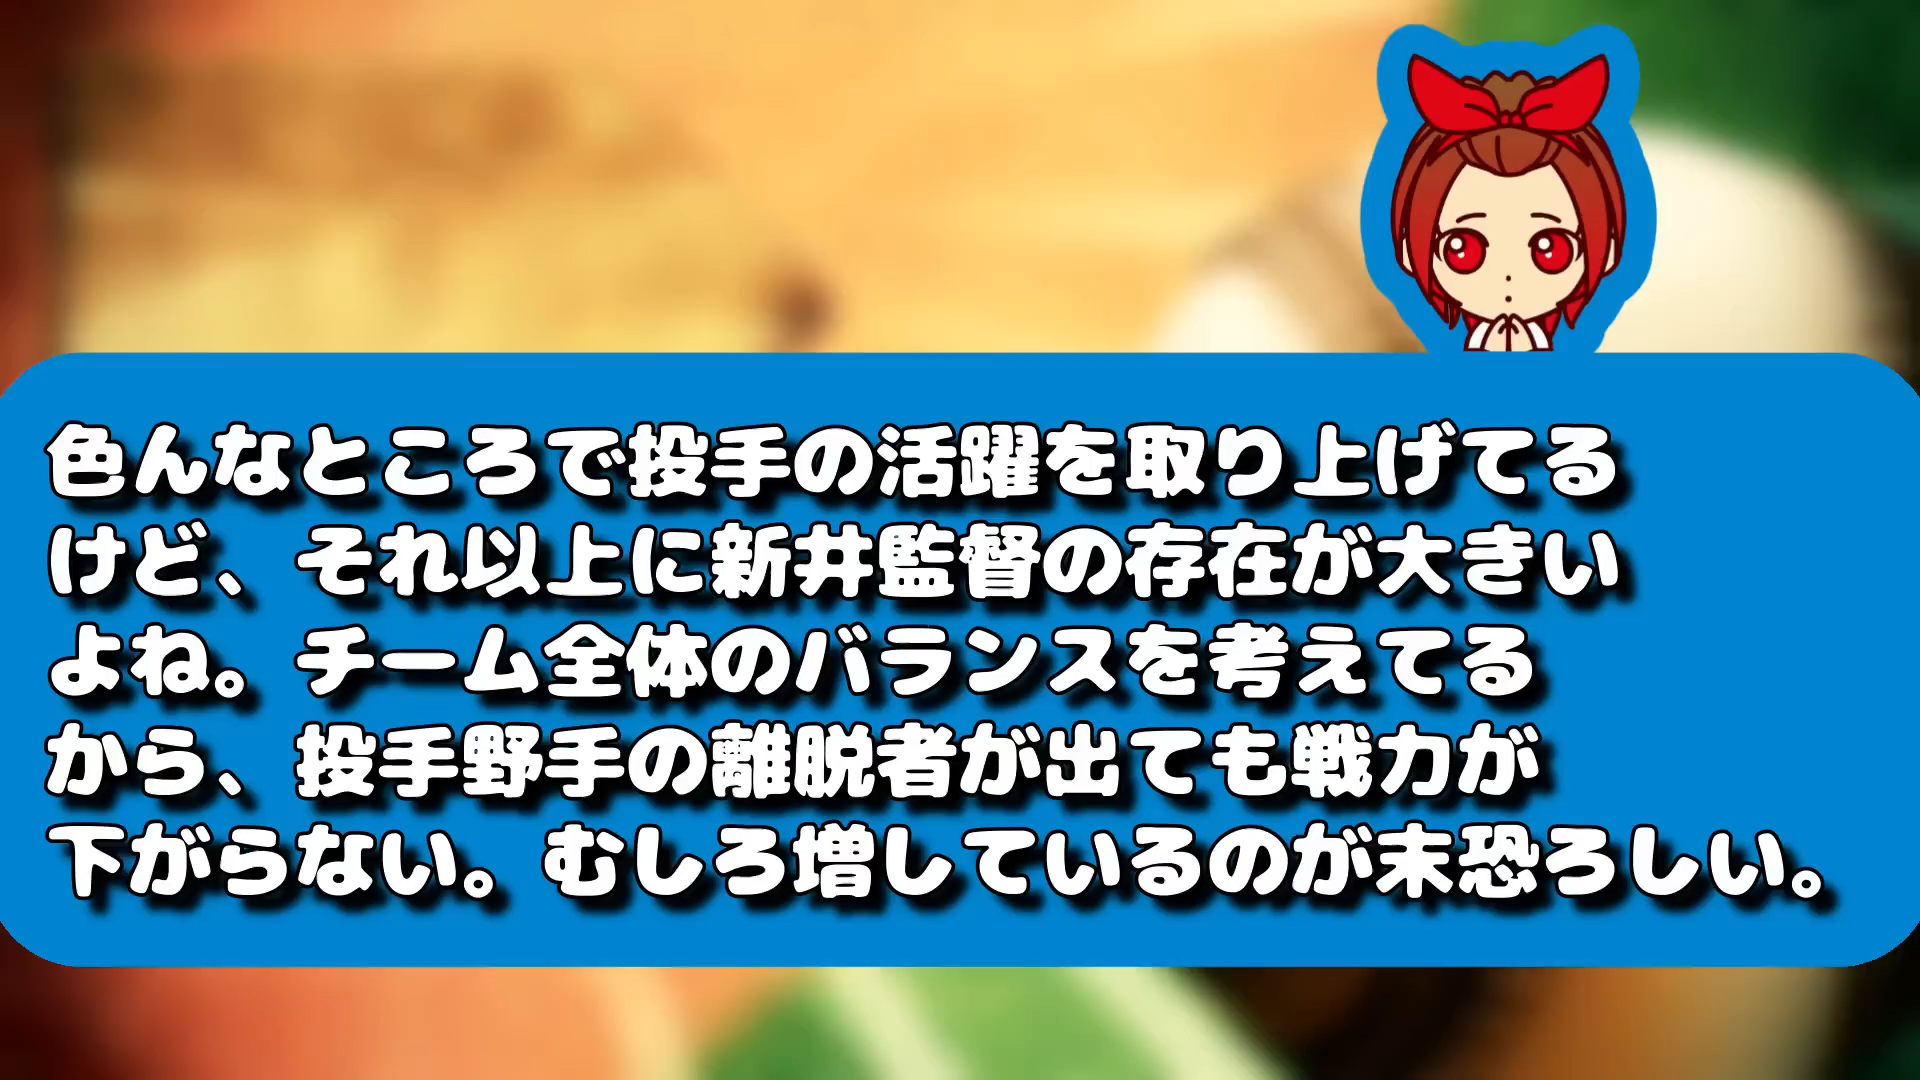 色んなところで投手の活躍を取り上げてる
けど、それ以上に新井監督の存在が大きい
よね。チーム全体のバランスを考えてる
から、投手野手の離脱者が出ても戦力が
下がらない。むしろ増しているのが末恐ろしい。